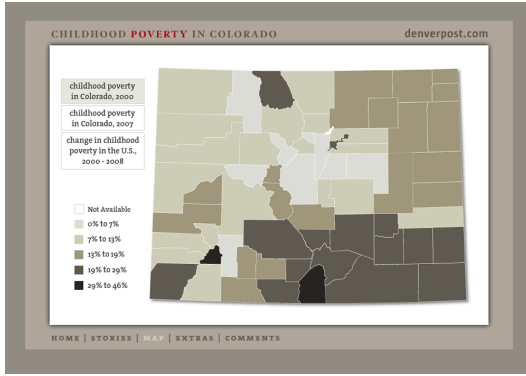 CHILDHOOD POVERTY IN COLORADO
denverpost.com
childhood poverty
in Colorado, 2000
childhood poverty
in Colorado, 2007
change in childhood
poverty in the U.S.,
2000 - 2008
Not Available
0% to 7%
7% to 13%
13% to 19%
19% to 29%
29% to 46%
HOME | STORIES | MAP | EXTRAS | COMMENTS